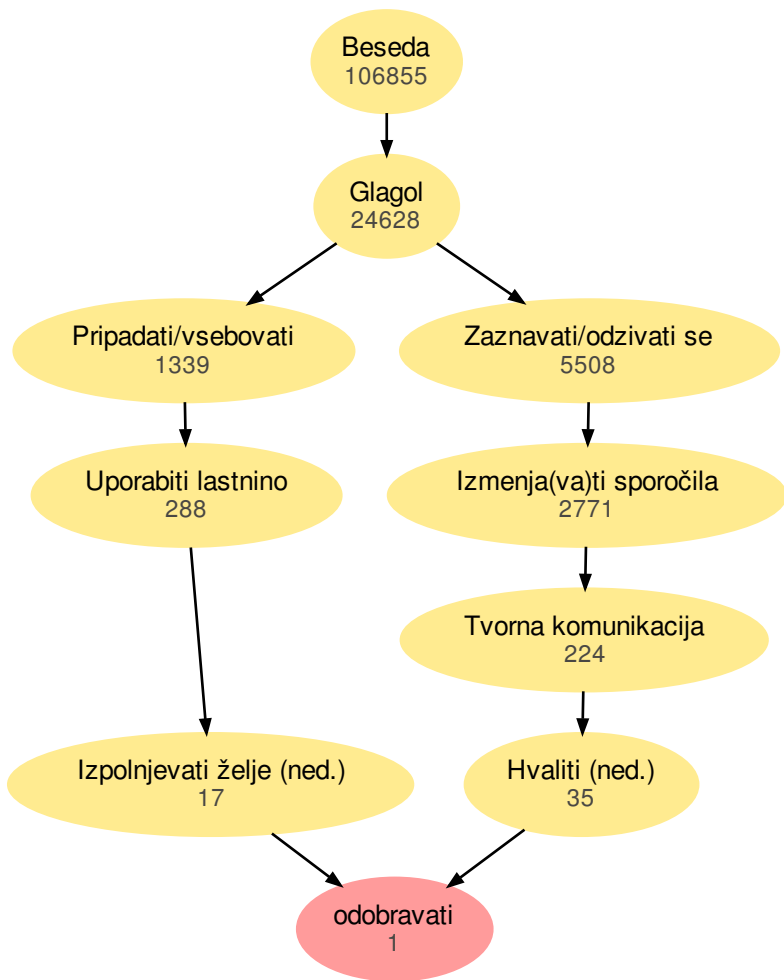 Beseda
106855
Glagol
24628
Pripadati/vsebovati
1339
Zaznavati/odzivati se
5508
Uporabiti lastnino
288
Izmenja(va)ti sporočila
2771
Tvorna komunikacija
224
Izpolnjevati želje (ned.)
17
Hvaliti (ned.)
35
odobravati
1